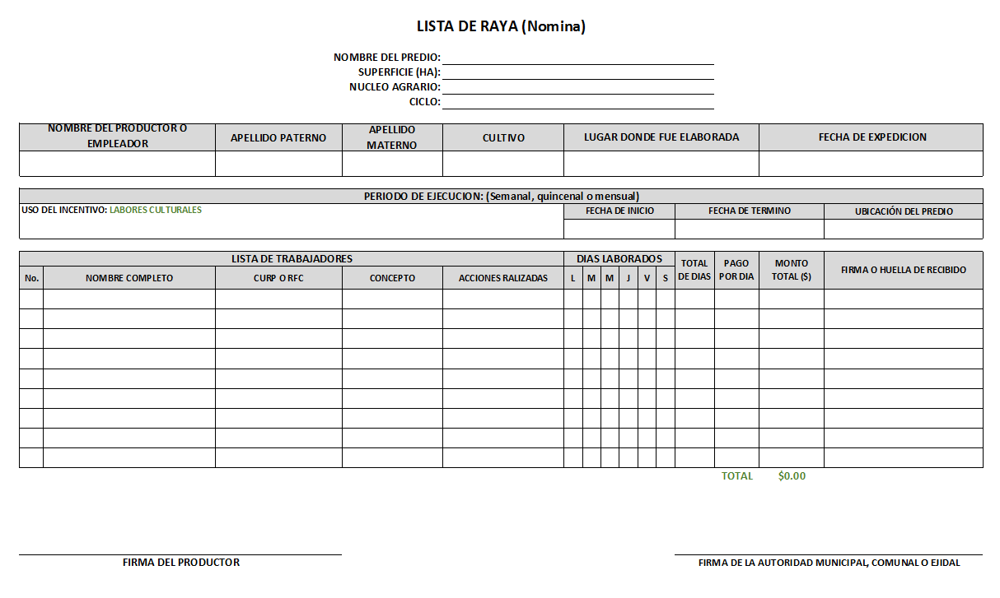 LISTA DE RAYA (Nomina)
NOMBRE DEL PREDIO:
SUPERFICIE (HA):
NUCLEO AGRARIO:
CICLO:
NOMBRE DEL PRODUCTOR O
EMPLEADOR
APELLIDO PATERNO
APELLIDO
MATERNO
CULTIVO
LUGAR DONDE FUE ELABORADA
FECHA DE EXPEDICION
PERIODO DE EJECUCION: (Semanal, quincenal o mensual)
USO DEL INCENTIVO: LABORES CULTURALES
FECHA DE INICIO
FECHA DE TERMINO
UBICACIÓN DEL PREDIO
LISTA DE TRABAJADORES
DIAS LABORADOS
TOTAL
DE DIAS
PAGO
POR DIA
MONTO
TOTAL ($)
FIRMA O HUELLA DE RECIBIDO
No.
NOMBRE COMPLETO
CURP O RFC
CONCEPTO
ACCIONES RALIZADAS
L M M J V S
TOTAL $0.00
FIRMA DEL PRODUCTOR
FIRMA DE LA AUTORIDAD MUNICIPAL, COMUNAL O EJIDAL